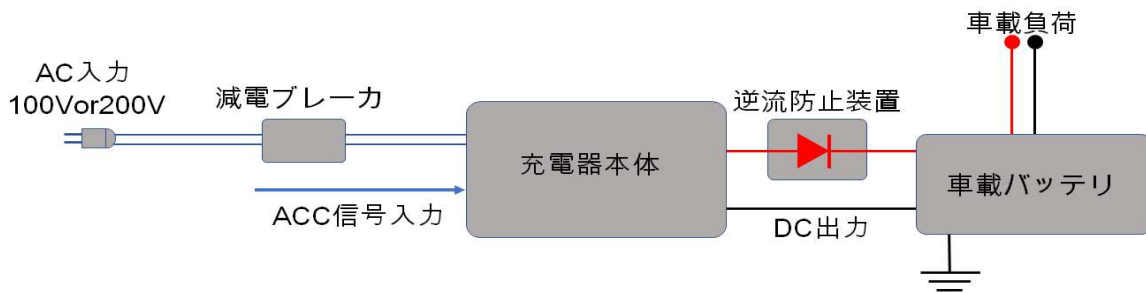 車載負荷
AC入力
100Vor200V
減電ブレーカ
逆流防止装置
充電器本体
車載バッテリ
ACC信号入力
DC出力